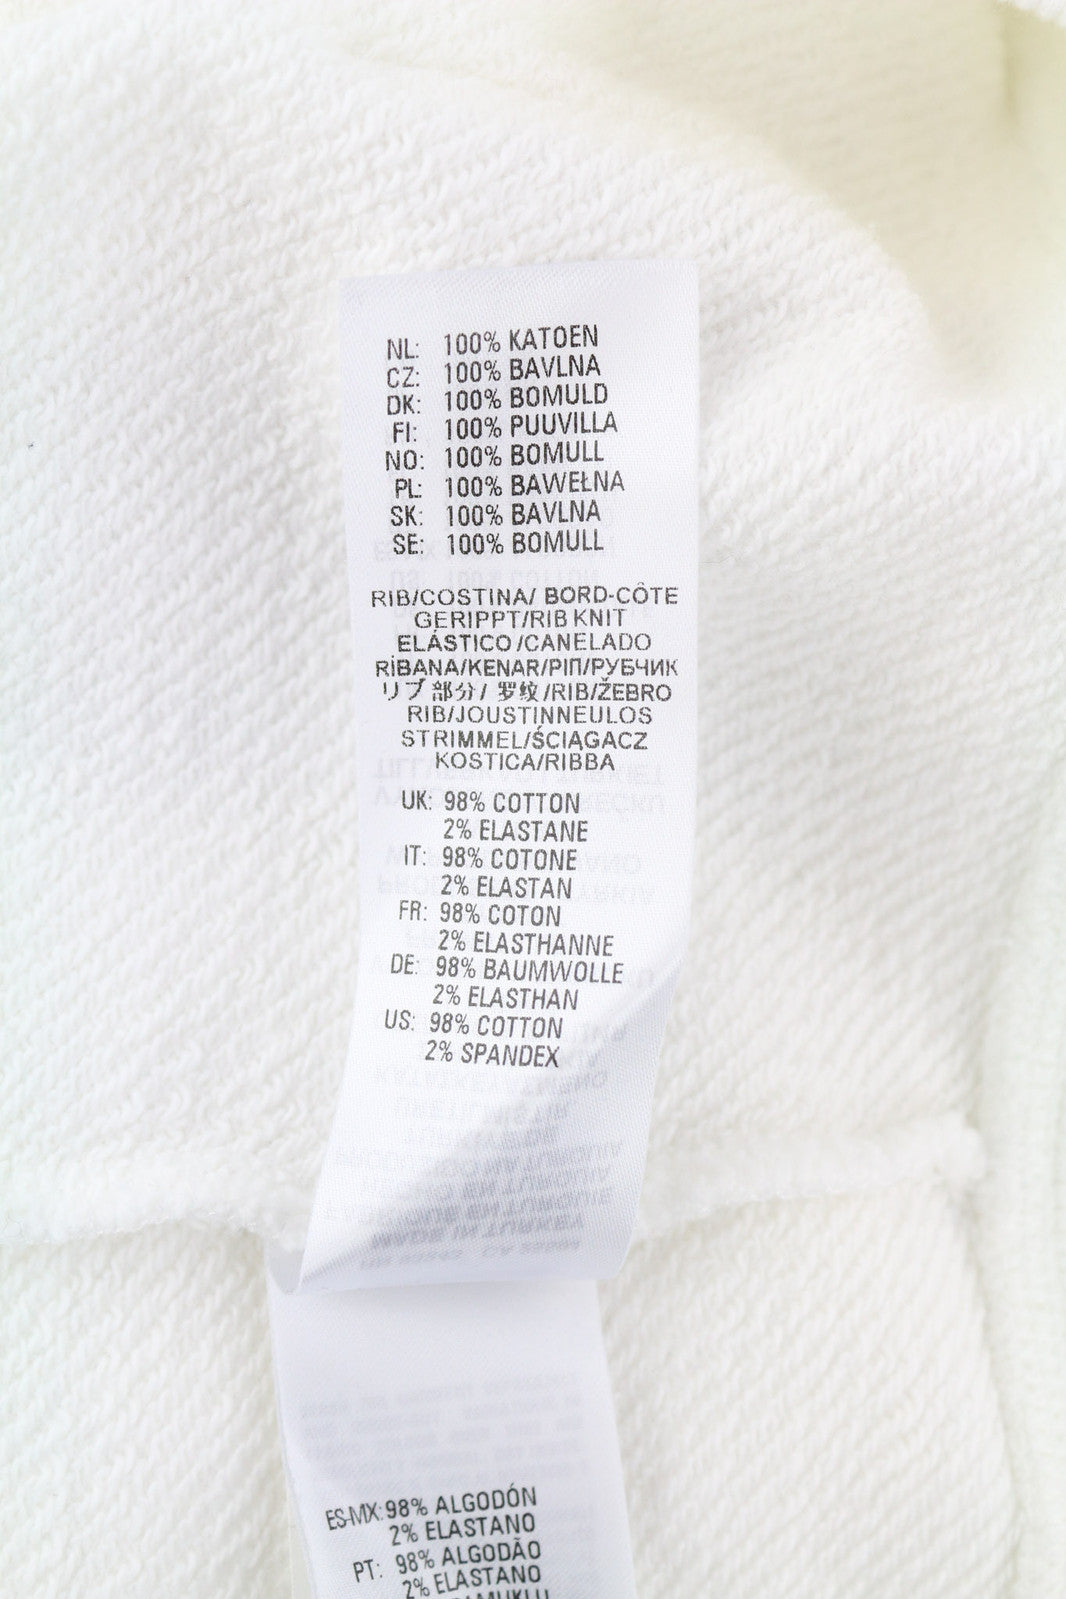 NL: 100% KATOEN
CZ: 100% BAVLNA
DK: 100% BOMULD
FI: 100% PUUVILLA
NO: 100% BOMULL
PL: 100% BAWEŁNA
SK: 100% BAVLNA
SE: 100% BOMULL
RIB/COSTINA/ BORD-CÔTE
GERIPPT/RIB KNIT
ELÁSTICO/CANELADO
RİBANA/KENAR/РІП/РУБЧИК
リブ部分/ 罗纹/RIB/ŽEBRO
RIB/JOUSTINNEULOS
STRIMMEL/ŚCIĄGACZ
KOSTICA/RIBBA
UK: 98% COTTON
2% ELASTANE
IT: 98% COTONE
2% ELASTAN
FR: 98% COTON
2% ELASTHANNE
DE: 98% BAUMWOLLE
2% ELASTHAN
US: 98% COTTON
2% SPANDEX
MADE IN TURKEY
ES-MX: 98% ALGODÓN
2% ELASTANO
PT: 98% ALGODÃO
2% ELASTANO